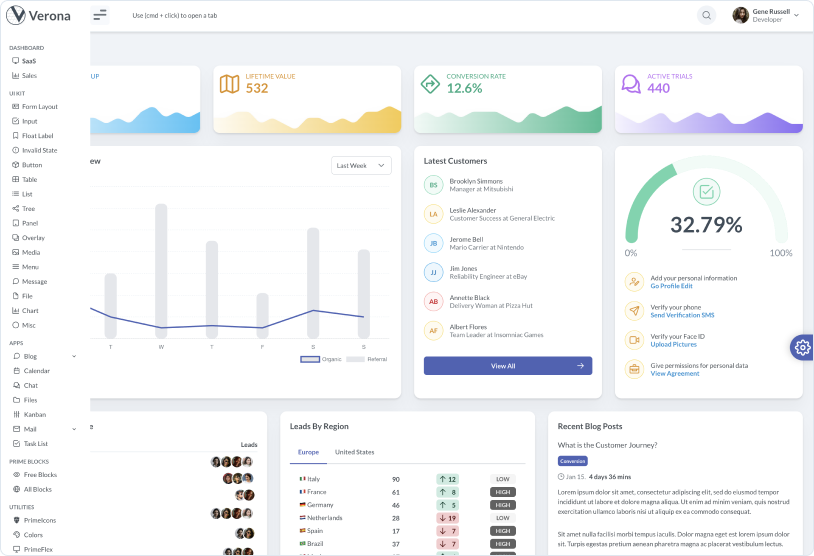 Verona
Use (cmd + click) to open a tab
Gene Russell
Developer
DASHBOARD
SaaS
Sales
UI KIT
Form Layout
Input
Float Label
Invalid State
Button
Table
List
Tree
Panel
Overlay
Media
Menu
Message
File
Chart
Misc
APPS
Blog
Calendar
Chat
Files
Kanban
Mail
Task List
PRIME BLOCKS
Free Blocks
All Blocks
UTILITIES
PrimeIcons
Colors
PrimeFlex
UP
LIFETIME VALUE
532
CONVERSION RATE
12.6%
ACTIVE TRIALS
440
ew
Last Week
T
W
T
F
S
S
Organic
Referral
Latest Customers
BS
Brooklyn Simmons
Manager at Mitsubishi
LA
Leslie Alexander
Customer Success at General Electric
JB
Jerome Bell
Mario Carrier at Nintendo
JJ
Jim Jones
Reliability Engineer at eBay
AB
Annette Black
Delivery Woman at Pizza Hut
AF
Albert Flores
Team Leader at Insomniac Games
View All
32.79%
0%
100%
Add your personal information
Go Profile Edit
Verify your phone
Send Verification SMS
Verify your Face ID
Upload Pictures
Give permissions for personal data
View Agreement
e
Leads
Leads By Region
Europe United States
Italy 90 12 LOW
France 61 8 HIGH
Germany 46 5 HIGH
Netherlands 28 19 LOW
Spain 17 7 HIGH
Brazil 37 7 HIGH
Recent Blog Posts
What is the Customer Journey?
Conversion
Jan 15. 4 days 36 mins
Lorem ipsum dolor sit amet, consectetur adipiscing elit, sed do eiusmod tempor
incididunt ut labore et dolore magna aliqua. Ut enim ad minim veniam, quis nostrud
exercitation ullamco laboris nisi ut aliquip ex ea commodo consequat.
Sit amet nulla facilisi morbi tempus iaculis. Dolor magna eget est lorem ipsum dolor
sit. Turpis egestas pretium aenean pharetra magna ac placerat vestibulum lectus.